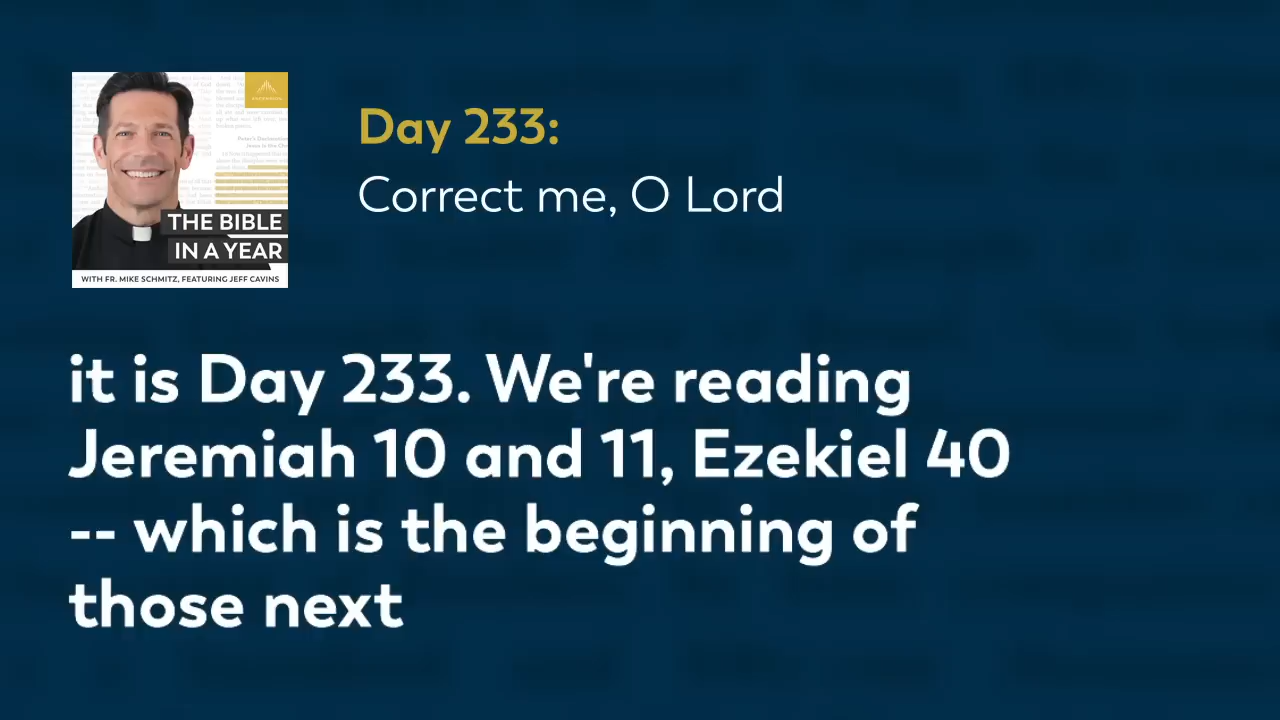 THE BIBLE
IN A YEAR
WITH FR. MIKE SCHMITZ, FEATURING JEFF CAVINS
Day 233:
Correct me, O Lord
it is Day 233. We're reading
Jeremiah 10 and 11, Ezekiel 40
-- which is the beginning of
those next